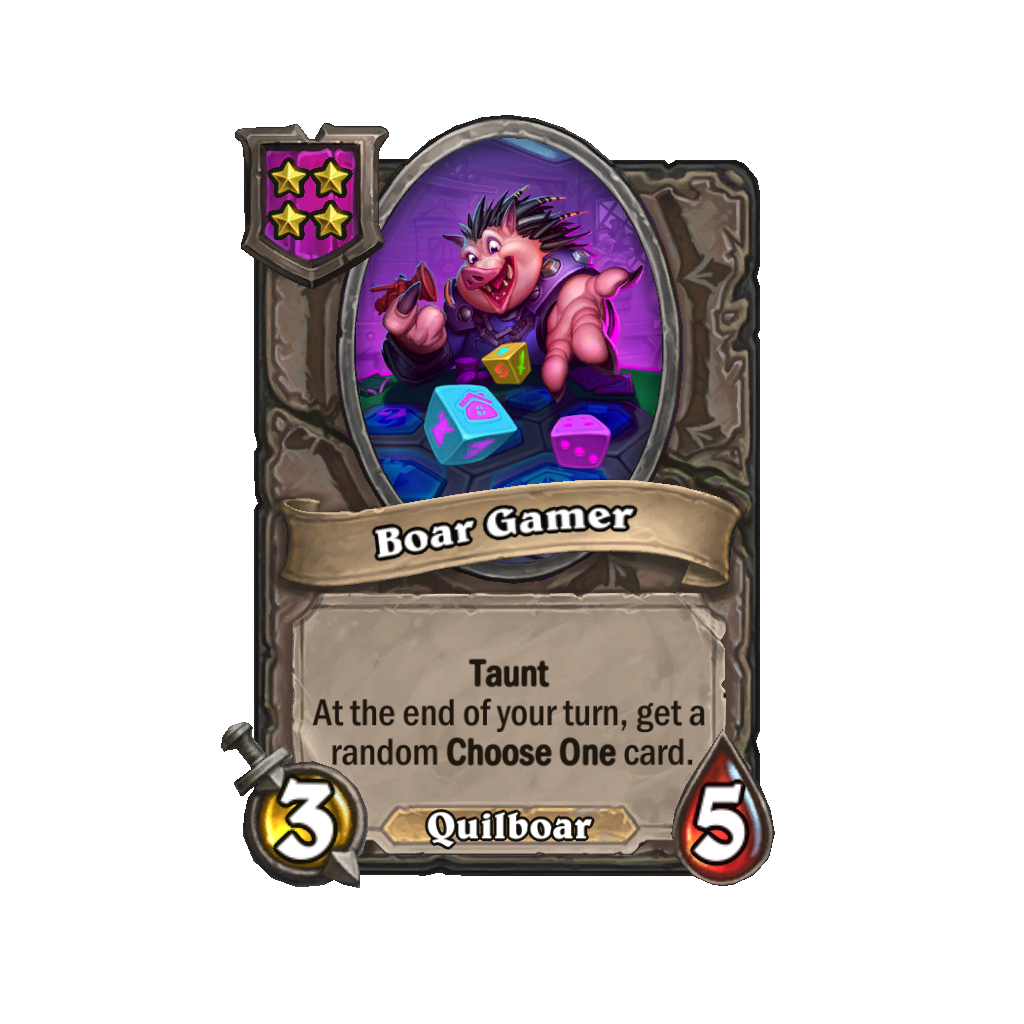 Boar Gamer
Taunt
At the end of your turn, get a
random Choose One card.
3
Quilboar
5